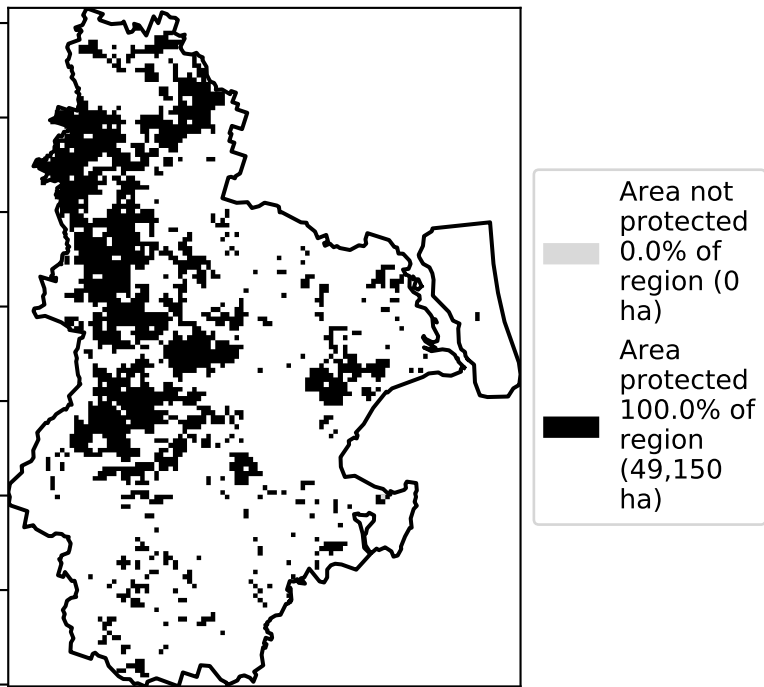 Area not
protected
0.0% of
region (0
ha)
Area
protected
100.0% of
region
(49,150
ha)